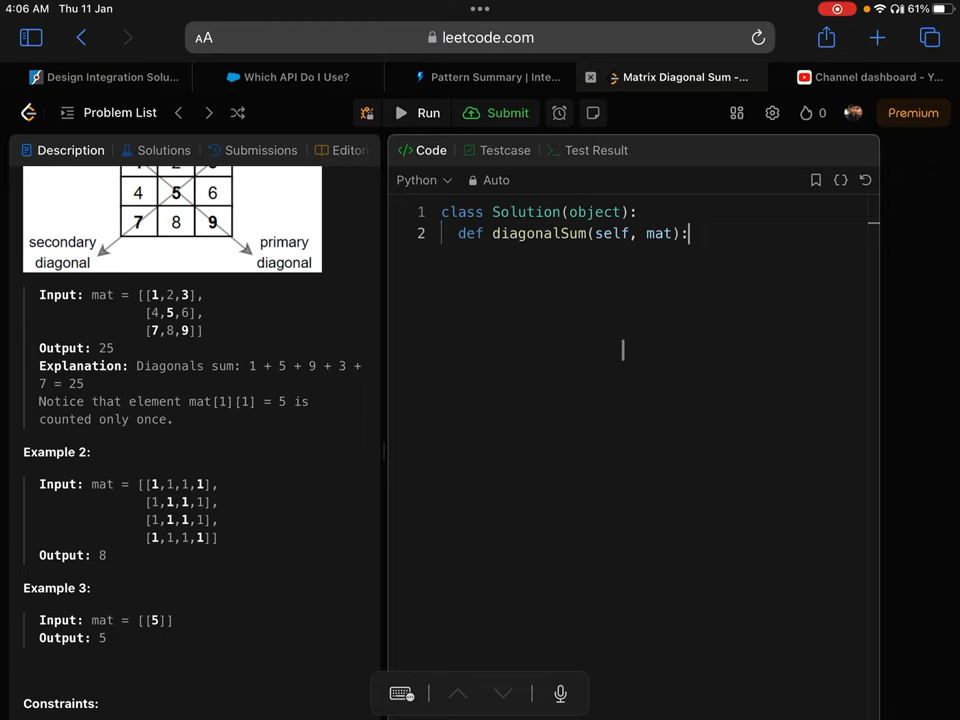 4:06 AM Thu 11 Jan
61%
AA
leetcode.com
Design Integration Solu...
Which API Do I Use?
Pattern Summary | Inte...
Matrix Diagonal Sum -...
Channel dashboard - Y...
Problem List
Run
Submit
0
Premium
Description
Solutions
Submissions
Editor
</> Code
Testcase
>_ Test Result
Python
Auto
4 5 6
7 8 9
secondary
diagonal
primary
diagonal
Input: mat = [[1,2,3],
[4,5,6],
[7,8,9]]
Output: 25
Explanation: Diagonals sum: 1 + 5 + 9 + 3 +
7 = 25
Notice that element mat[1][1] = 5 is
counted only once.
Example 2:
Input: mat = [[1,1,1,1],
[1,1,1,1],
[1,1,1,1],
[1,1,1,1]]
Output: 8
Example 3:
Input: mat = [[5]]
Output: 5
Constraints:
1 class Solution(object):
2 def diagonalSum(self, mat):